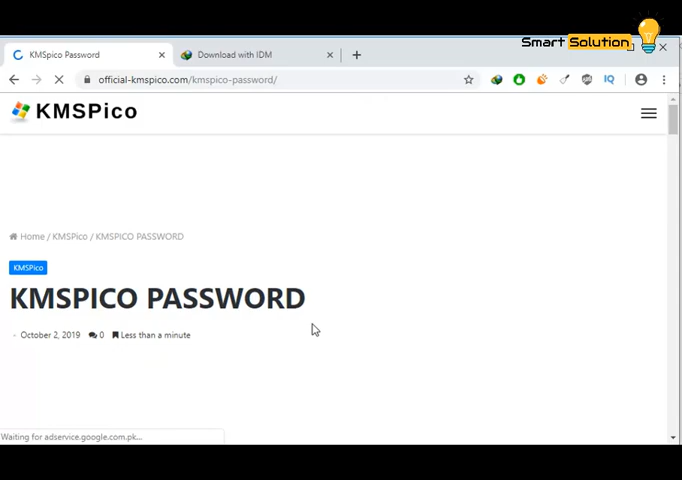 Smart Solution
KMSpico Password
Download with IDM
official-kmspico.com/kmspico-password/
IQ
KMSPico
Home / KMSPico / KMSPICO PASSWORD
KMSPico
KMSPICO PASSWORD
- October 2, 2019 0 Less than a minute
Waiting for adservice.google.com.pk...